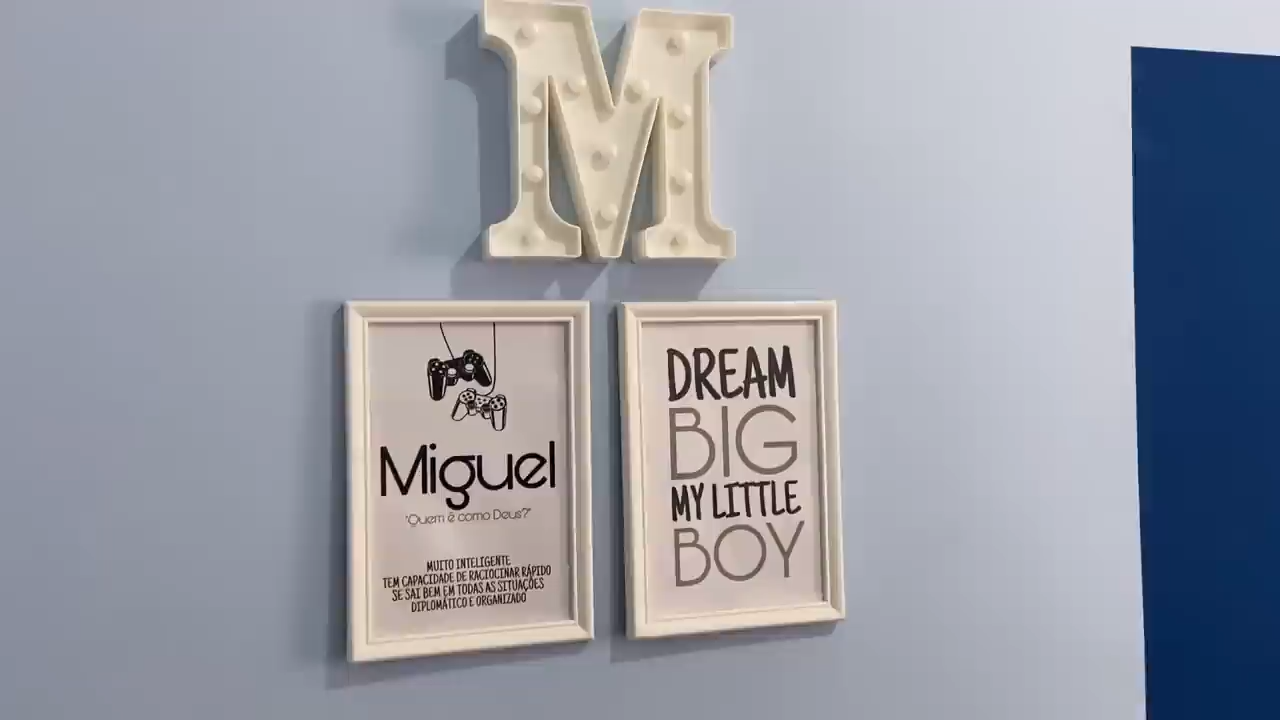 M
Miguel
"Quem é como Deus?"
MUITO INTELIGENTE
TEM CAPACIDADE DE RACIOCINAR RÁPIDO
SE SAI BEM EM TODAS AS SITUAÇÕES
DIPLOMÁTICO E ORGANIZADO
DREAM
BIG
MY LITTLE
BOY